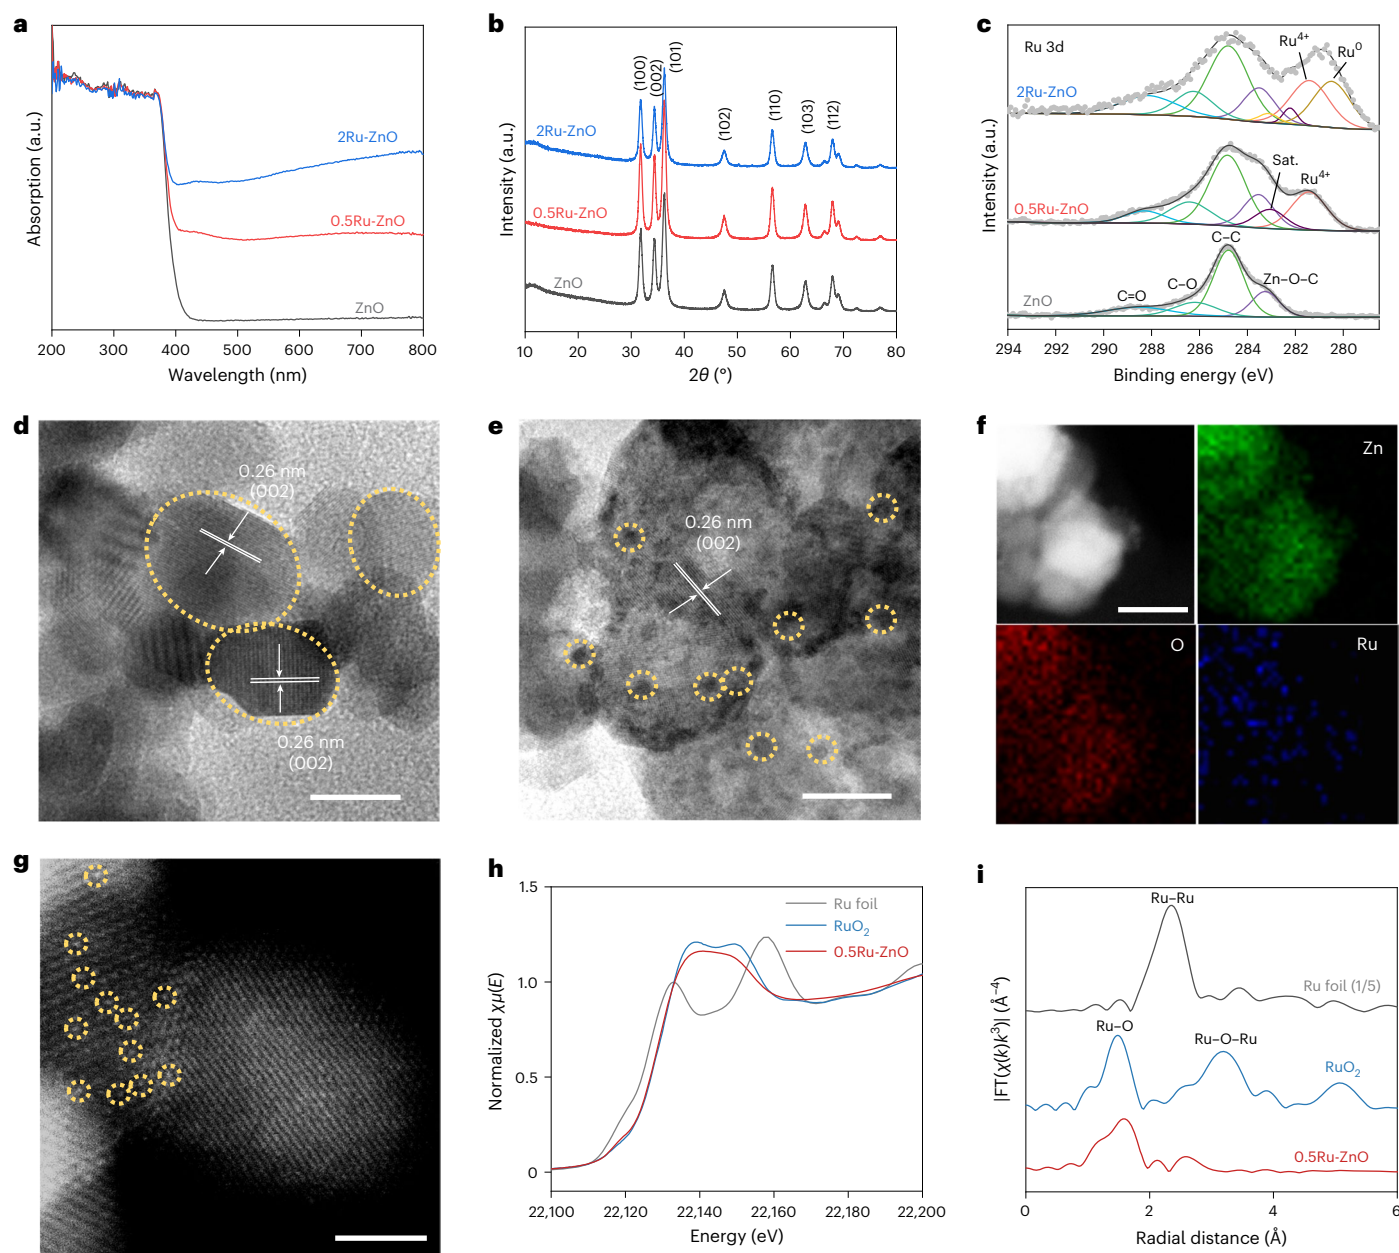 a
Absorption (a.u.)
2Ru-ZnO
0.5Ru-ZnO
ZnO
200 300 400 500 600 700 800
Wavelength (nm)
b
Intensity (a.u.)
(100)
(002)
(101)
(102)
(110)
(103)
(112)
2Ru-ZnO
0.5Ru-ZnO
ZnO
10 20 30 40 50 60 70 80
2θ (°)
c
Intensity (a.u.)
Ru 3d
Ru⁴⁺
Ru⁰
2Ru-ZnO
Sat.
Ru⁴⁺
0.5Ru-ZnO
C–C
C–O
Zn–O–C
C=O
ZnO
294 292 290 288 286 284 282 280
Binding energy (eV)
d
0.26 nm
(002)
0.26 nm
(002)
e
0.26 nm
(002)
f
Zn
O
Ru
g
h
Normalized χμ(E)
1.5
1.0
0.5
0
Ru foil
RuO₂
0.5Ru-ZnO
22,100 22,120 22,140 22,160 22,180 22,200
Energy (eV)
i
|FT(χ(k)k³)| (Å⁻⁴)
Ru–Ru
Ru foil (1/5)
Ru–O
Ru–O–Ru
RuO₂
0.5Ru-ZnO
0 2 4 6
Radial distance (Å)